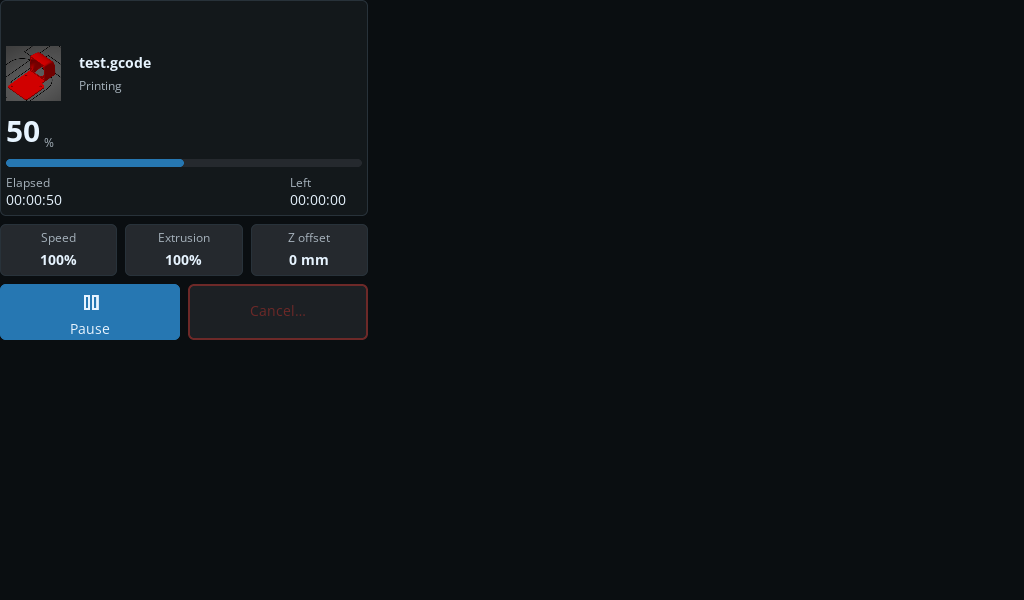 test.gcode
Printing
50 %
Elapsed Left
00:00:50 00:00:00
Speed Extrusion Z offset
100% 100% 0 mm
Pause Cancel...